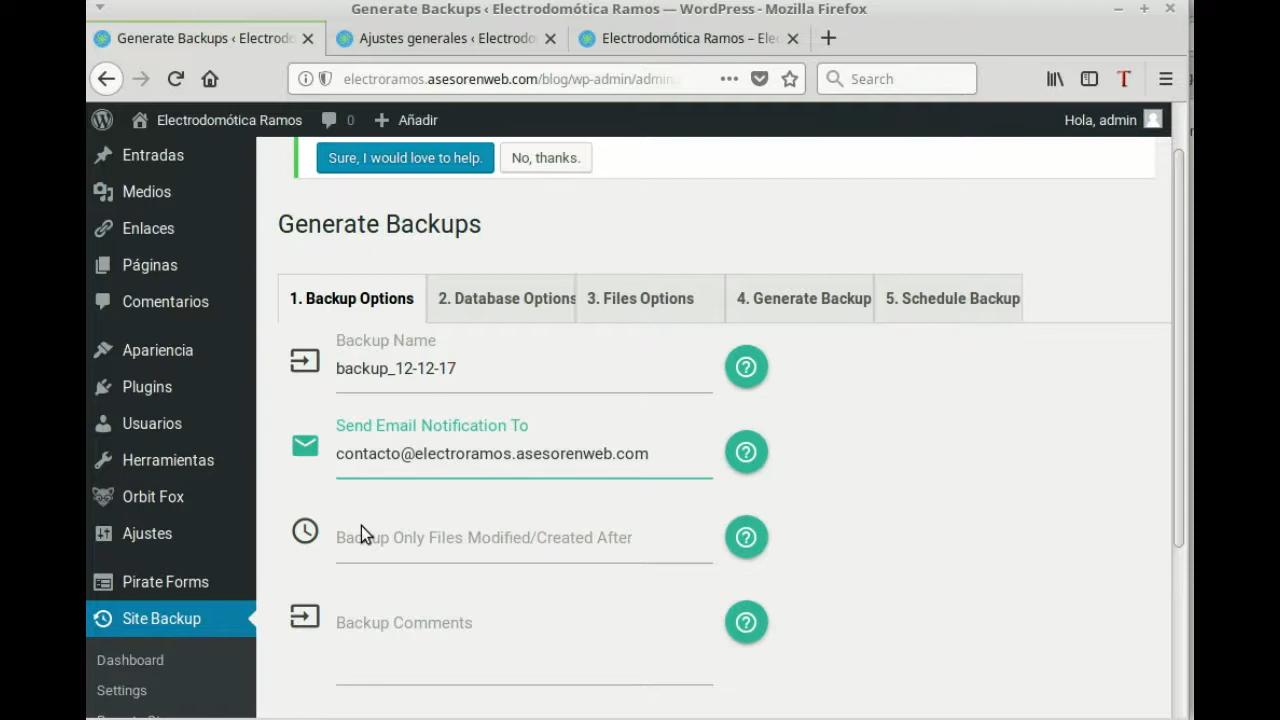 Generate Backups ‹ Electrodomótica Ramos — WordPress - Mozilla Firefox
Generate Backups ‹ Electrodo
Ajustes generales ‹ Electrodo
Electrodomótica Ramos – Ele
electroramos.asesorenweb.com/blog/wp-admin/admin
Search
Electrodomótica Ramos
0
Añadir
Hola, admin
Entradas
Medios
Enlaces
Páginas
Comentarios
Apariencia
Plugins
Usuarios
Herramientas
Orbit Fox
Ajustes
Pirate Forms
Site Backup
Dashboard
Settings
Sure, I would love to help.
No, thanks.
Generate Backups
1. Backup Options
2. Database Options
3. Files Options
4. Generate Backup
5. Schedule Backup
Backup Name
backup_12-12-17
Send Email Notification To
contacto@electroramos.asesorenweb.com
Backup Only Files Modified/Created After
Backup Comments